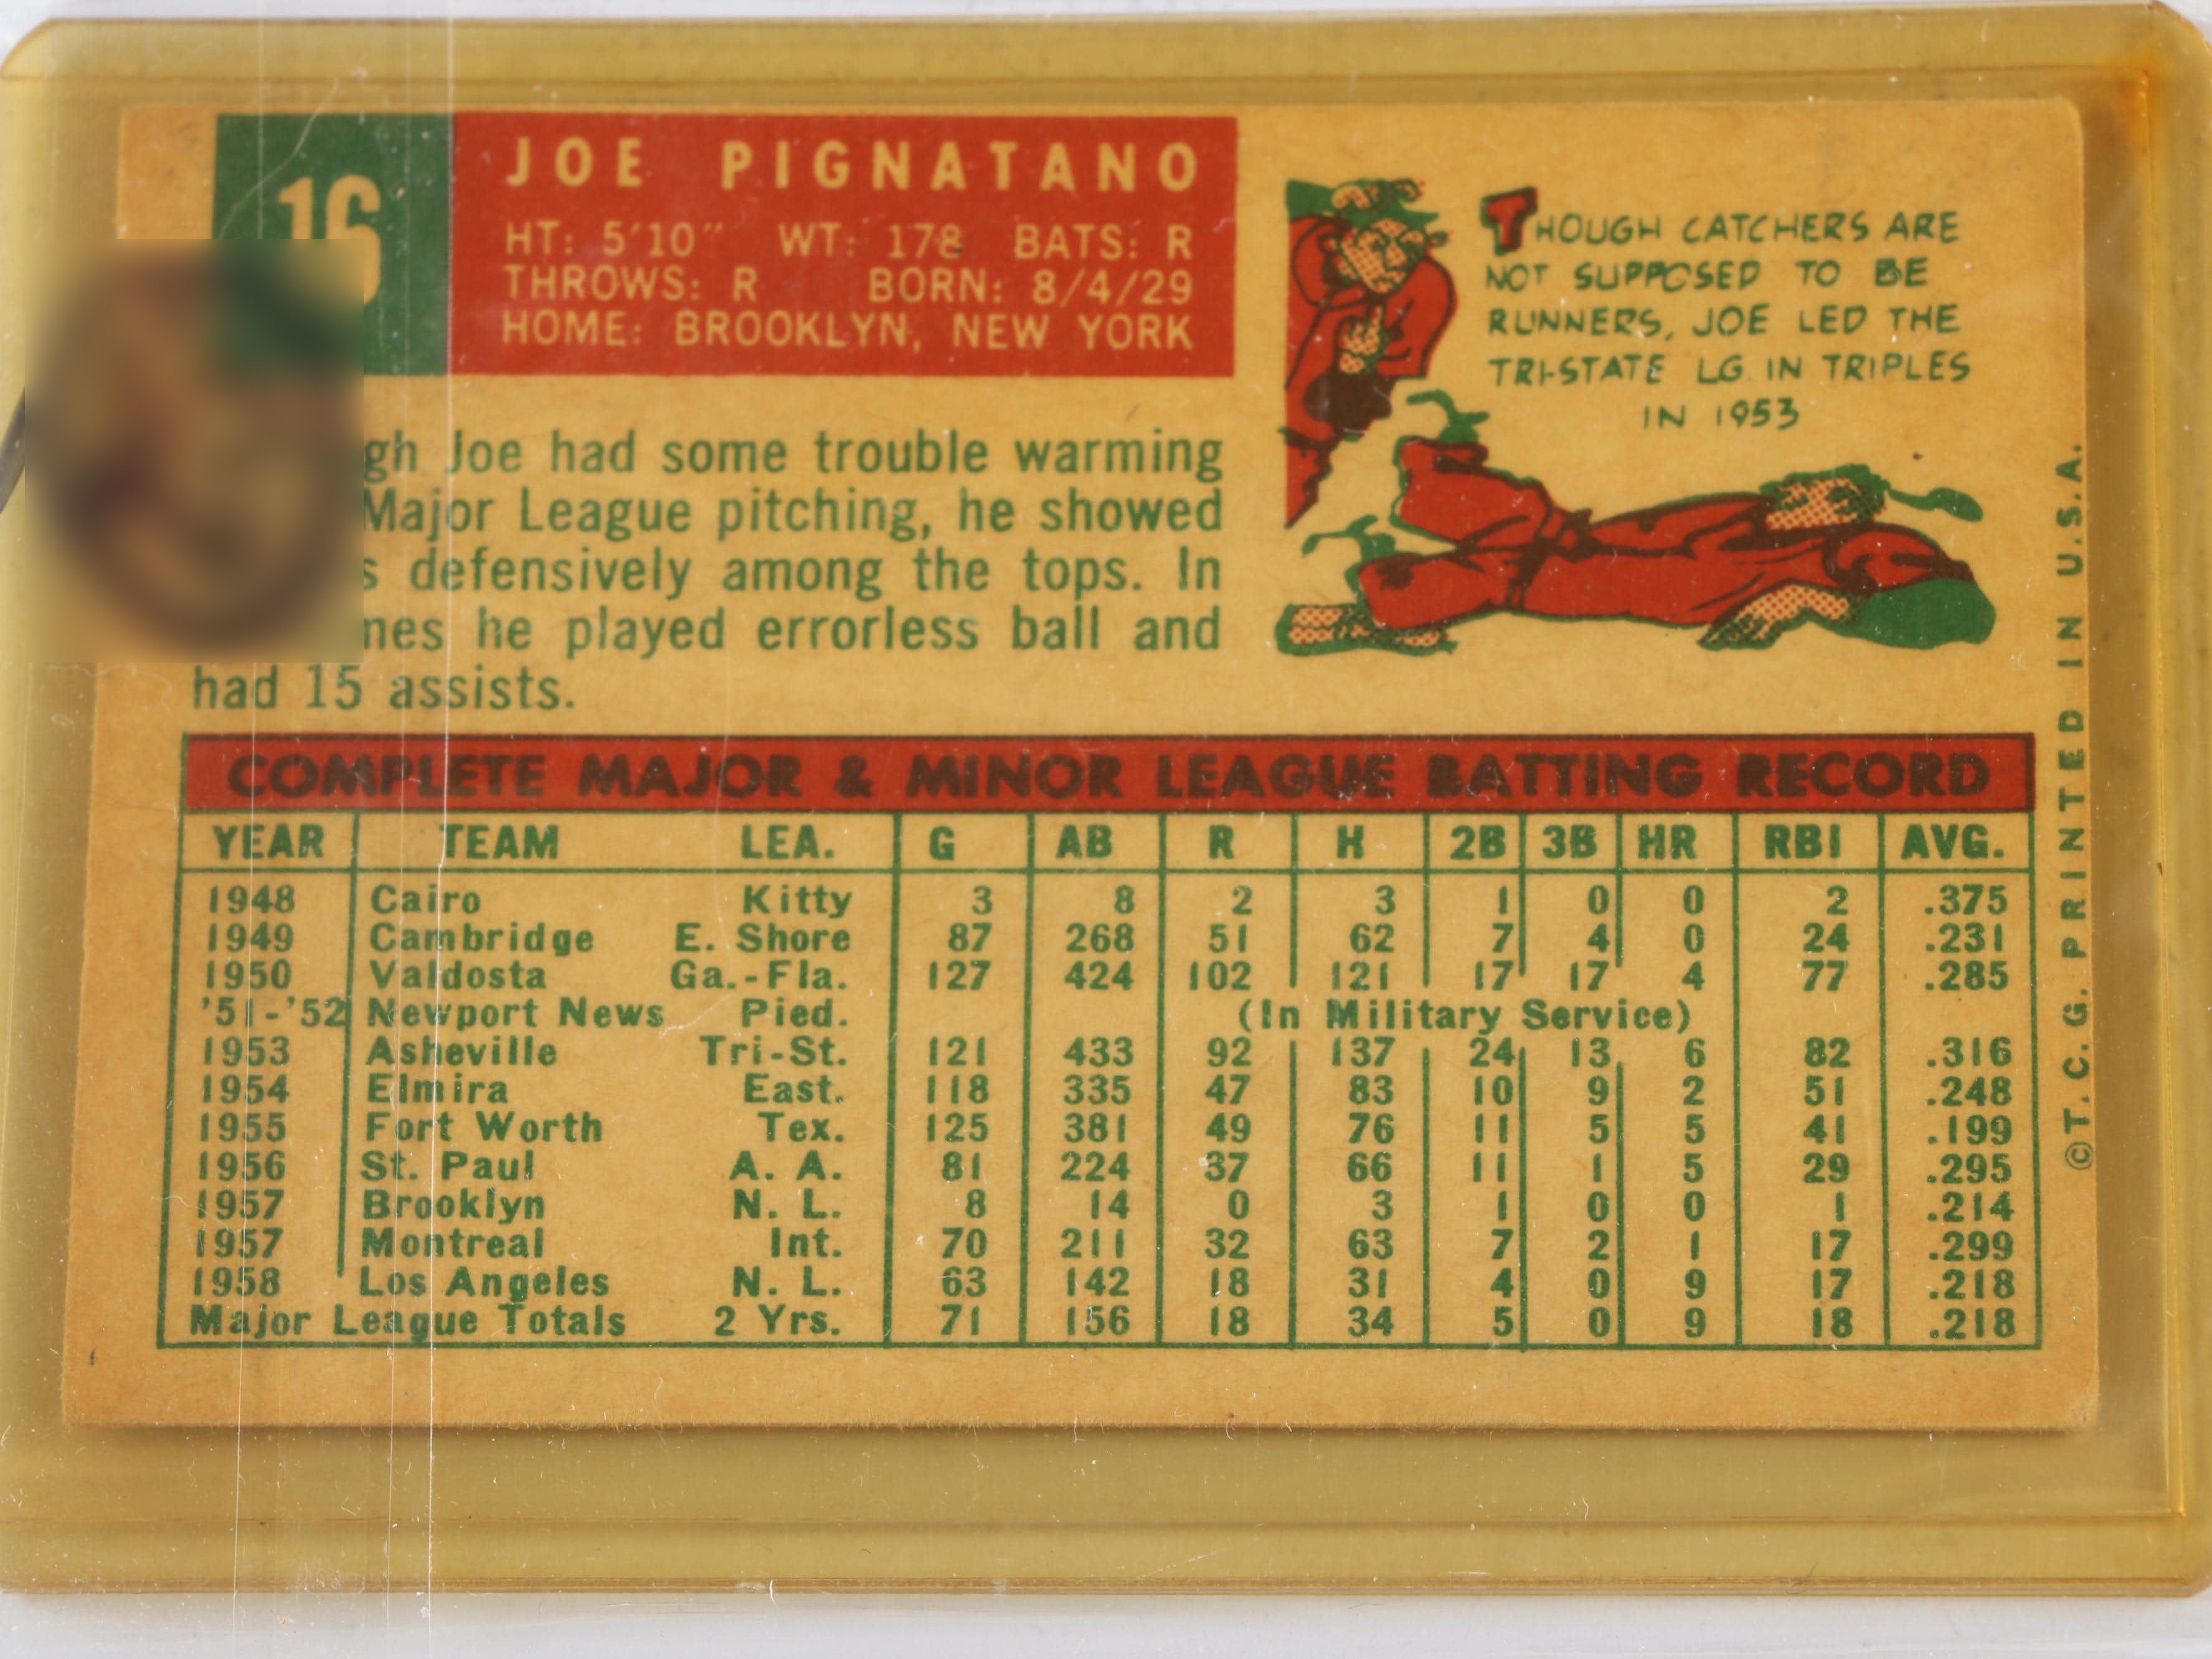 16
JOE PIGNATANO
HT: 5'10" WT: 178 BATS: R
THROWS: R BORN: 8/4/29
HOME: BROOKLYN, NEW YORK
Joe had some trouble warming
Major League pitching, he showed
defensively among the tops. In
he played errorless ball and
had 15 assists.
THOUGH CATCHERS ARE
NOT SUPPOSED TO BE
RUNNERS, JOE LED THE
TRI-STATE LG. IN TRIPLES
IN 1953
COMPLETE MAJOR & MINOR LEAGUE BATTING RECORD
YEAR TEAM LEA. G AB R H 2B 3B HR RBI AVG.
1948 Cairo Kitty 3 8 2 3 1 0 0 2 .375
1949 Cambridge E. Shore 87 268 51 62 7 4 0 24 .231
1950 Valdosta Ga.-Fla. 127 424 102 121 17 17 4 77 .285
'51-'52 Newport News Pied. (In Military Service)
1953 Asheville Tri-St. 121 433 92 137 24 13 6 82 .316
1954 Elmira East. 118 335 47 83 10 9 2 51 .248
1955 Fort Worth Tex. 125 381 49 76 11 5 5 41 .199
1956 St. Paul A. A. 81 224 37 66 11 1 5 29 .295
1957 Brooklyn N. L. 8 14 0 3 1 0 0 1 .214
1957 Montreal Int. 70 211 32 63 7 2 1 17 .299
1958 Los Angeles N. L. 63 142 18 31 4 0 9 17 .218
Major League Totals 2 Yrs. 71 156 18 34 5 0 9 18 .218
© T. C. G. PRINTED IN U.S.A.